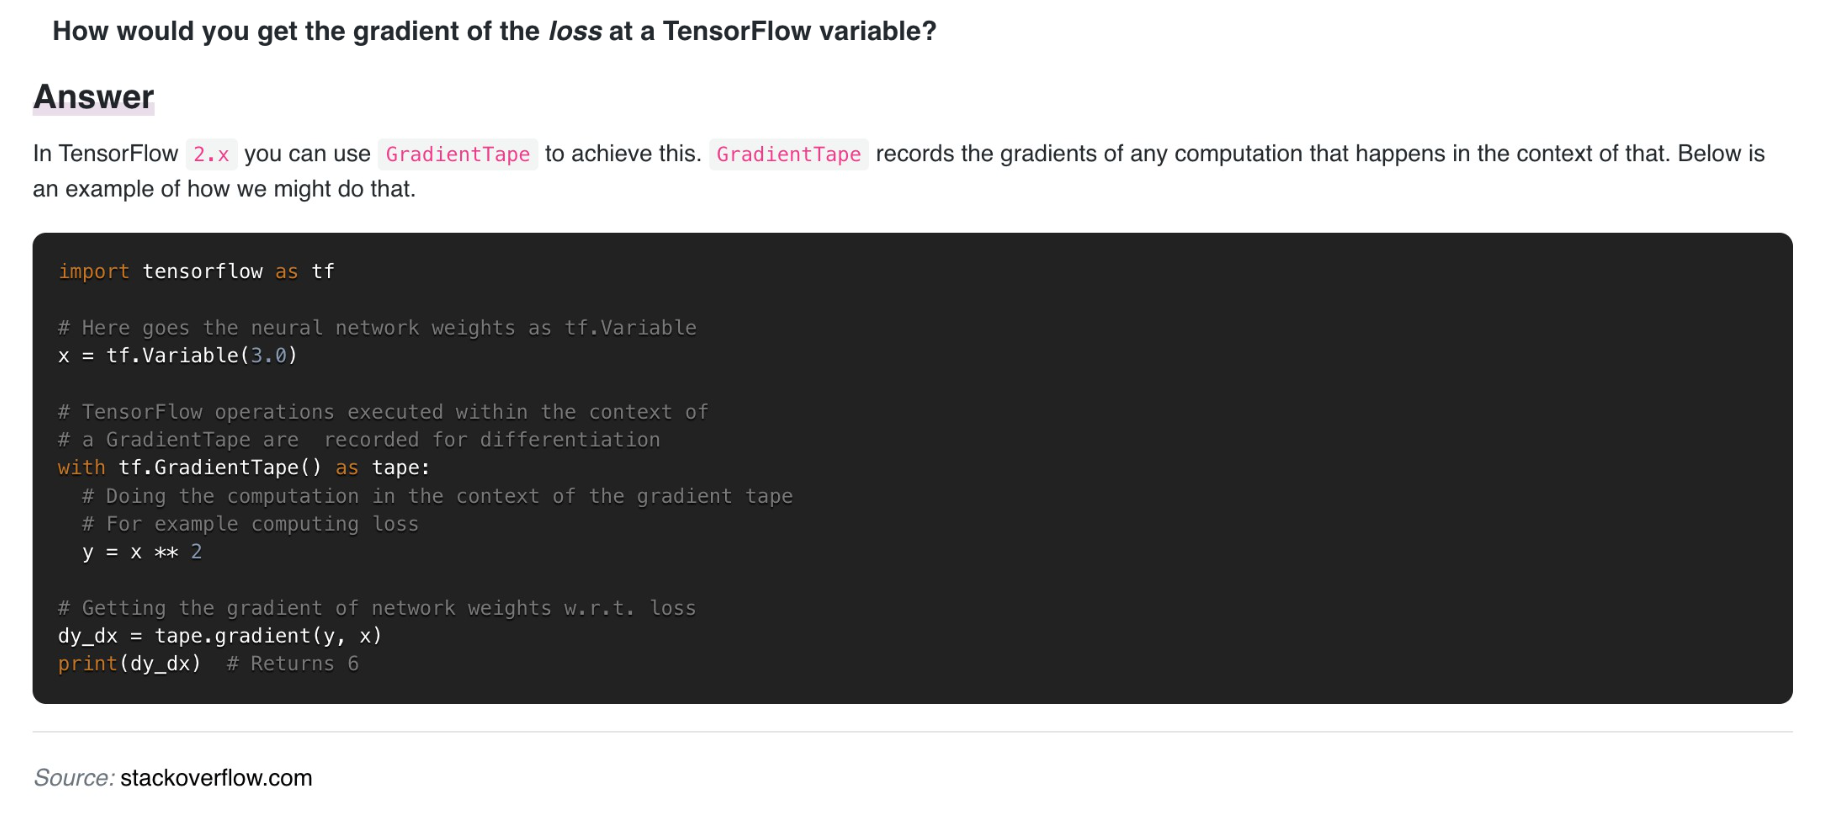 How would you get the gradient of the loss at a TensorFlow variable?
Answer
In TensorFlow 2.x you can use GradientTape to achieve this. GradientTape records the gradients of any computation that happens in the context of that. Below is
an example of how we might do that.
import tensorflow as tf
# Here goes the neural network weights as tf.Variable
x = tf.Variable(3.0)
# TensorFlow operations executed within the context of
# a GradientTape are  recorded for differentiation
with tf.GradientTape() as tape:
  # Doing the computation in the context of the gradient tape
  # For example computing loss
  y = x ** 2
# Getting the gradient of network weights w.r.t. loss
dy_dx = tape.gradient(y, x)
print(dy_dx)  # Returns 6
Source: stackoverflow.com